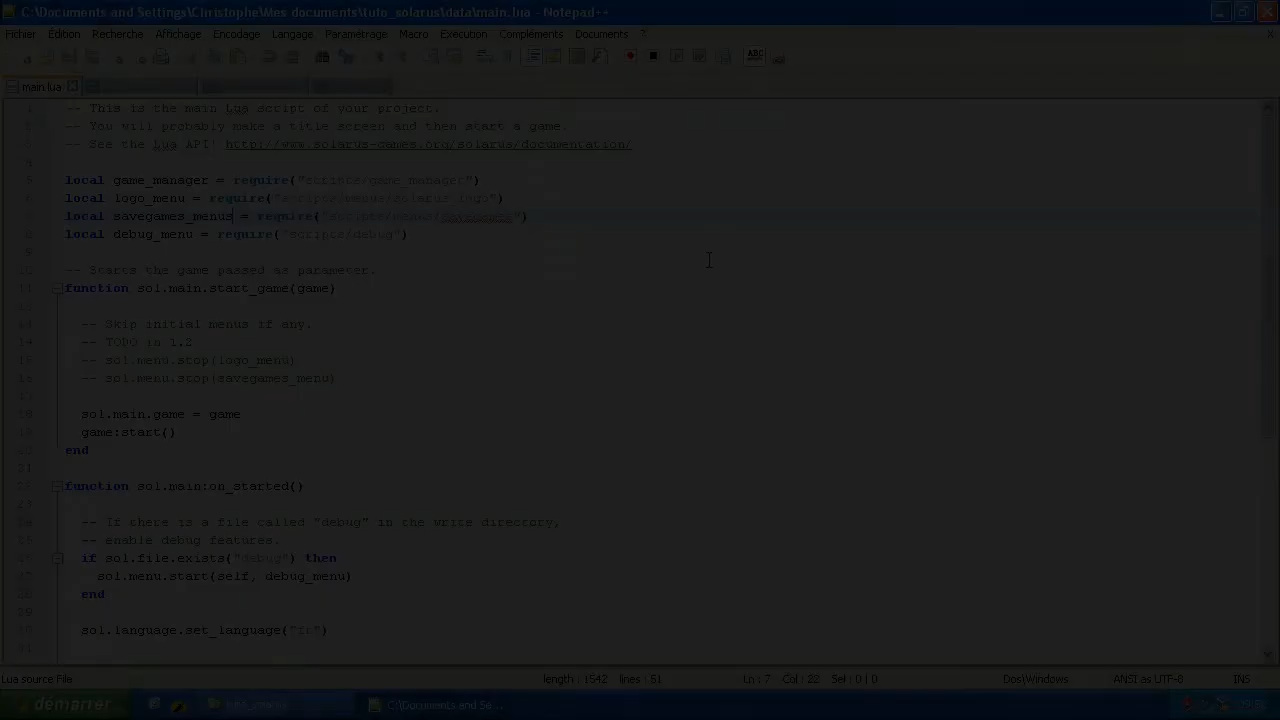 C:\Documents and Settings\Christophe\Mes documents\tuto_solarus\data\main.lua - Notepad++
Fichier Édition Recherche Affichage Encodage Langage Paramétrage Macro Exécution Compléments Documents ? X
main.lua
-- This is the main Lua script of your project.
-- You will probably make a title screen and then start a game.
-- See the Lua API! http://www.solarus-games.org/solarus/documentation/
local game_manager = require("scripts/game_manager")
local logo_menu = require("scripts/menus/solarus_logo")
local savegames_menus = require("scripts/menus/
local debug_menu = require("scripts/debug")
-- Starts the game passed as parameter.
function sol.main.start_game(game)
-- Skip initial menus if any.
-- TODO in 1.2
-- sol.menu.stop(logo_menu)
-- sol.menu.stop(savegames_menu)
sol.main.game = game
game:start()
end
function sol.main:on_started()
-- If there is a file called "debug" in the write directory,
-- enable debug features.
if sol.file.exists("debug") then
sol.menu.start(self, debug_menu)
end
sol.language.set_language("fr")
Lua source File length : 1542 lines : 51 Ln : 7 Col : 22 Sel : 0 | 0 Dos\Windows ANSI as UTF-8 INS
démarrer C:\Documents and Se...